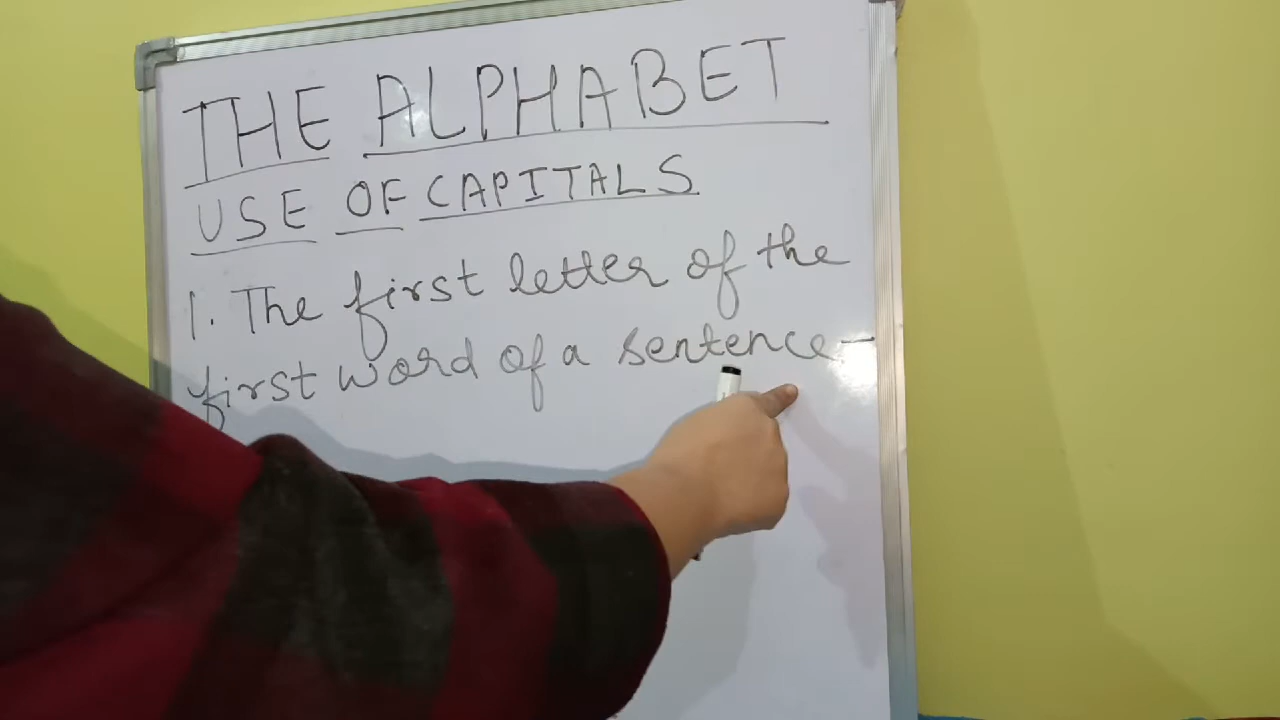 THE ALPHABET
USE OF CAPITALS
1. The first letter of the
first word of a sentence-